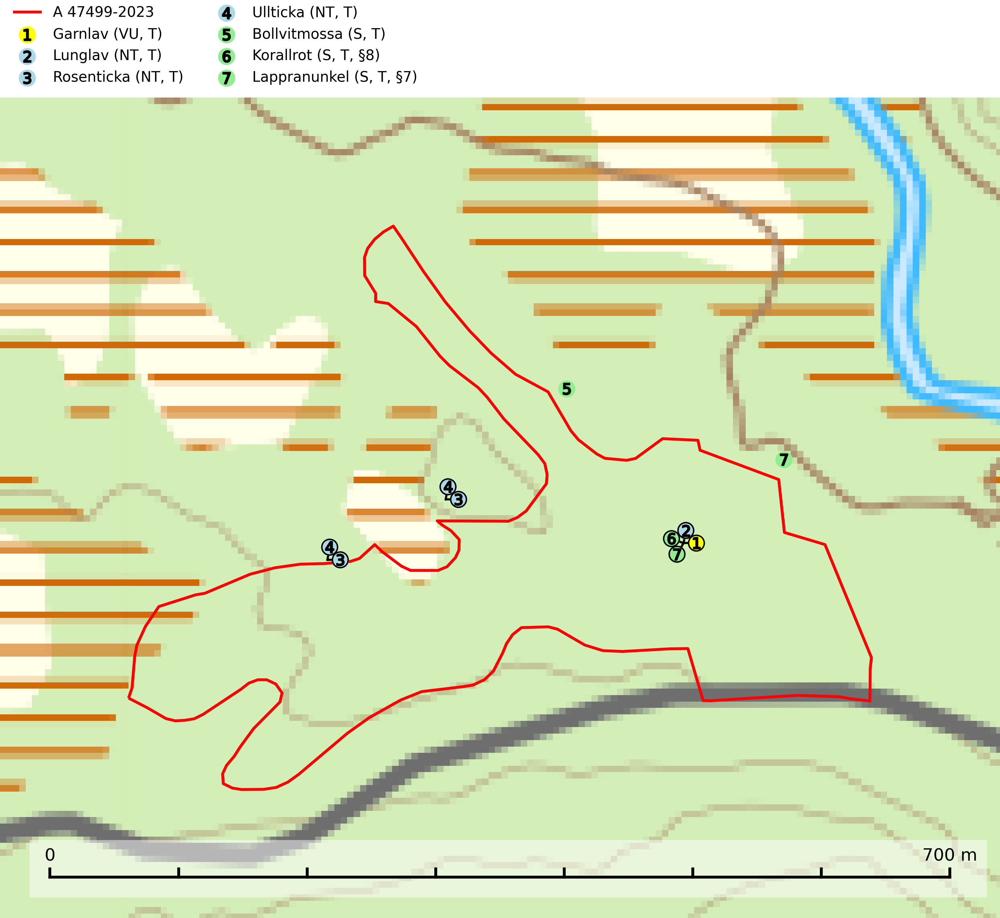 A 47499-2023
1 Garnlav (VU, T)
2 Lunglav (NT, T)
3 Rosenticka (NT, T)
4 Ullticka (NT, T)
5 Bollvitmossa (S, T)
6 Korallrot (S, T, §8)
7 Lappranunkel (S, T, §7)
5
7
4
3
2
6 1
7
4
3
0 700 m